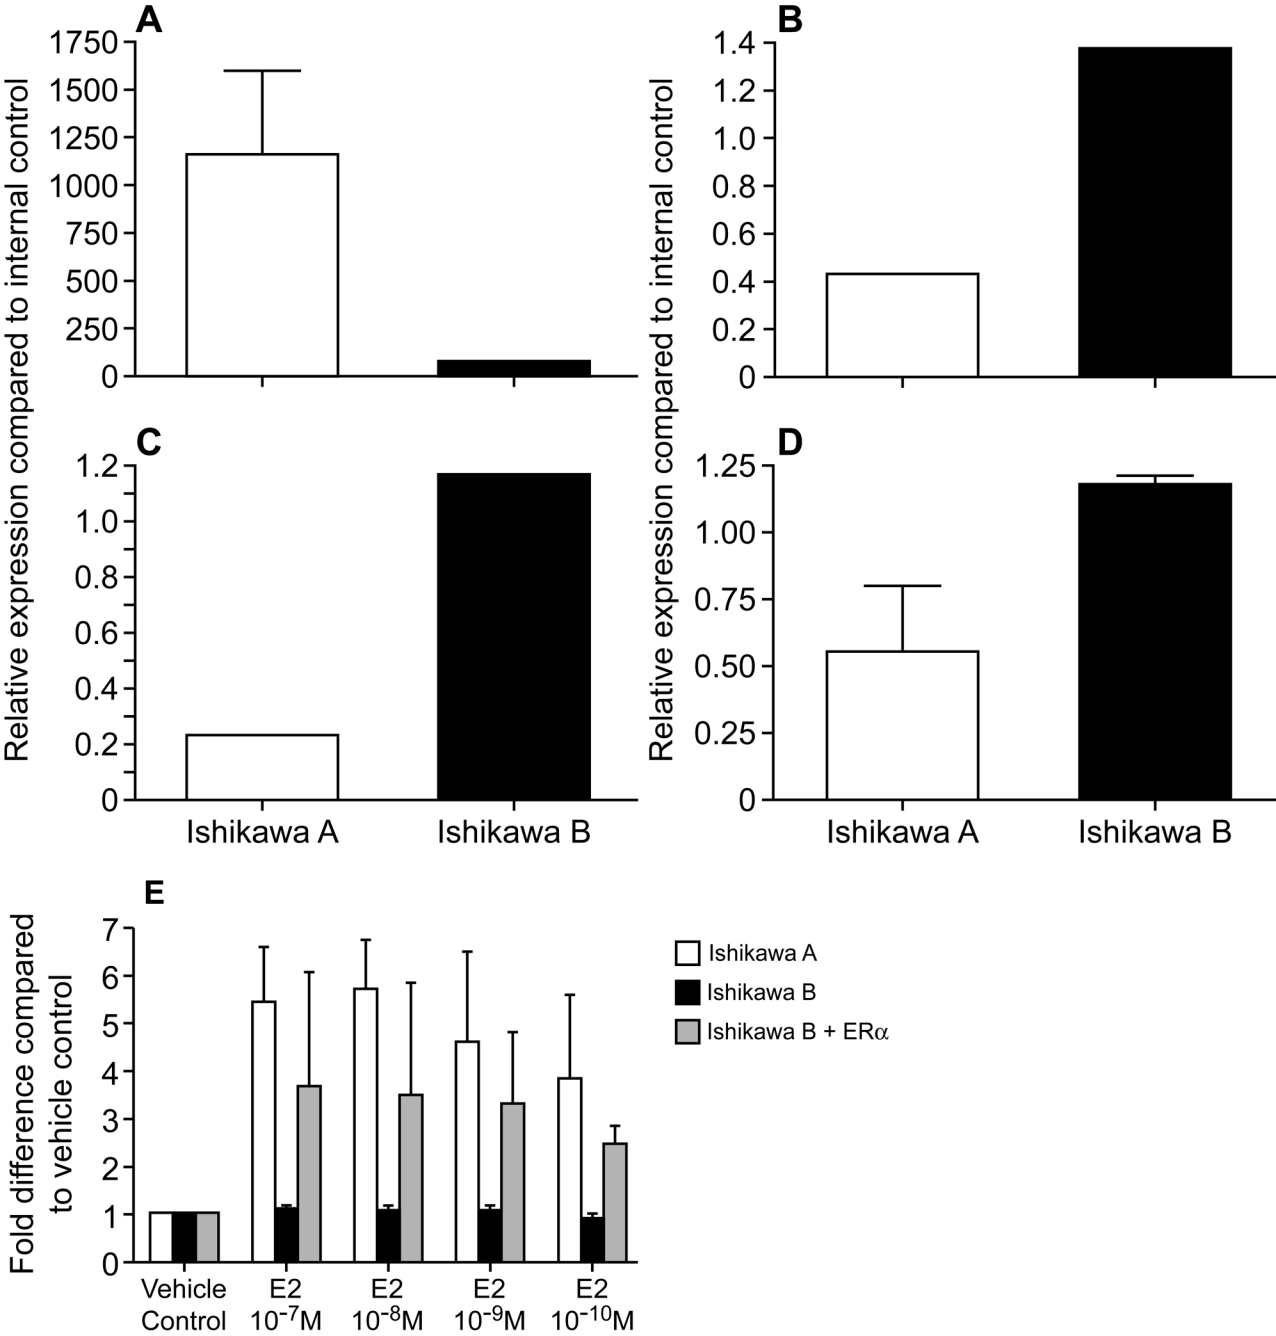 A
Relative expression compared to internal control
1750
1500
1250
1000
750
500
250
0
B
Relative expression compared to internal control
1.4
1.2
1.0
0.8
0.6
0.4
0.2
0
C
1.2
1.0
0.8
0.6
0.4
0.2
0
Ishikawa A
Ishikawa B
D
1.25
1.00
0.75
0.50
0.25
0
Ishikawa A
Ishikawa B
E
Fold difference compared
to vehicle control
7
6
5
4
3
2
1
0
Vehicle
Control
E2
10⁻⁷M
E2
10⁻⁸M
E2
10⁻⁹M
E2
10⁻¹⁰M
Ishikawa A
Ishikawa B
Ishikawa B + ERα